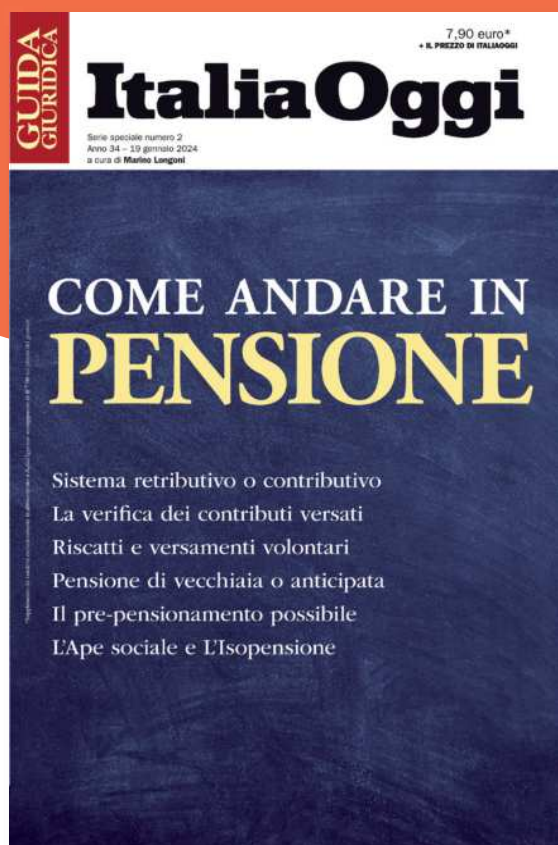 GUIDA
GIURIDICA
7,90 euro*
+ IL PREZZO DI ITALIAOGGI
ItaliaOggi
Serie speciale numero 2
Anno 34 – 19 gennaio 2024
a cura di Marino Longoni
COME ANDARE IN
PENSIONE
Sistema retributivo o contributivo
La verifica dei contributi versati
Riscatti e versamenti volontari
Pensione di vecchiaia o anticipata
Il pre-pensionamento possibile
L'Ape sociale e L'Isopensione